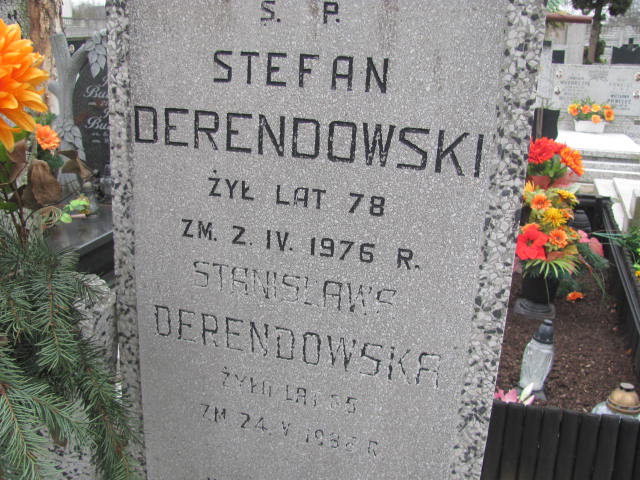 Ś. P.
STEFAN
DERENDOWSKI
ŻYŁ LAT 78
ZM. 2. IV. 1976 R.
STANISŁAWA
DERENDOWSKA
ŻYŁA LAT
ZM 24. V R